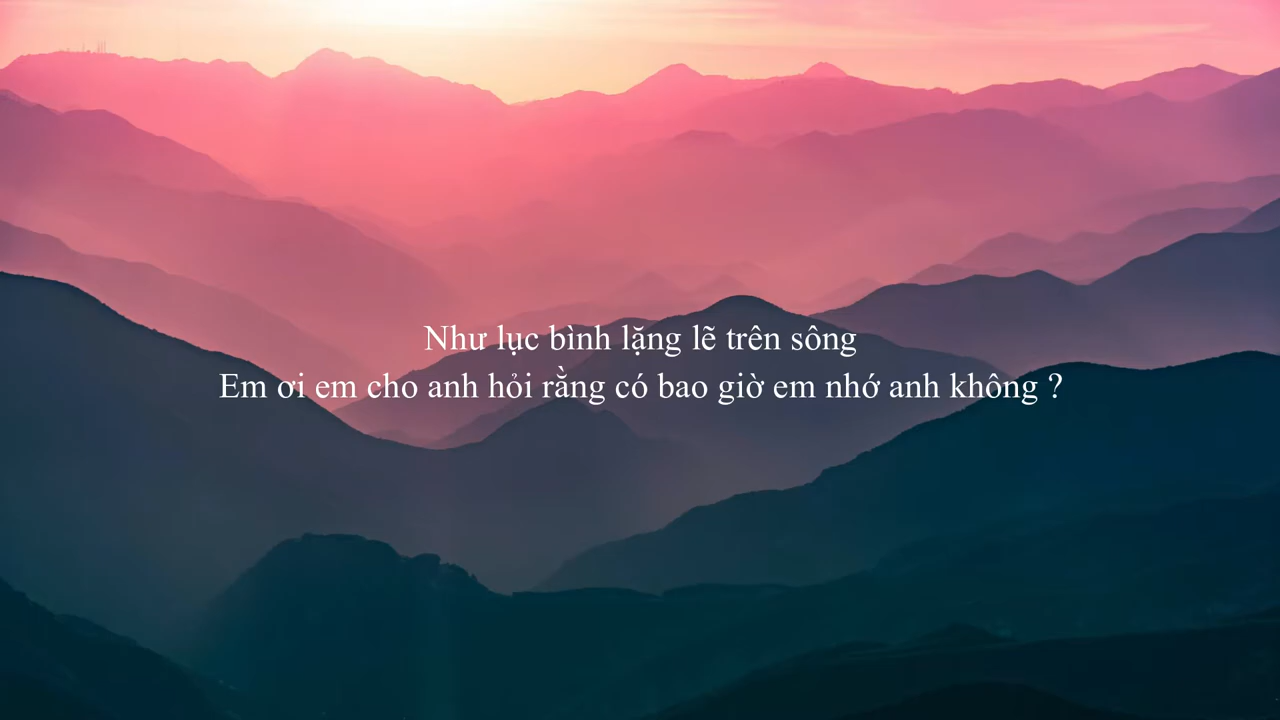 Như lục bình lặng lẽ trên sông
Em ơi em cho anh hỏi rằng có bao giờ em nhớ anh không ?